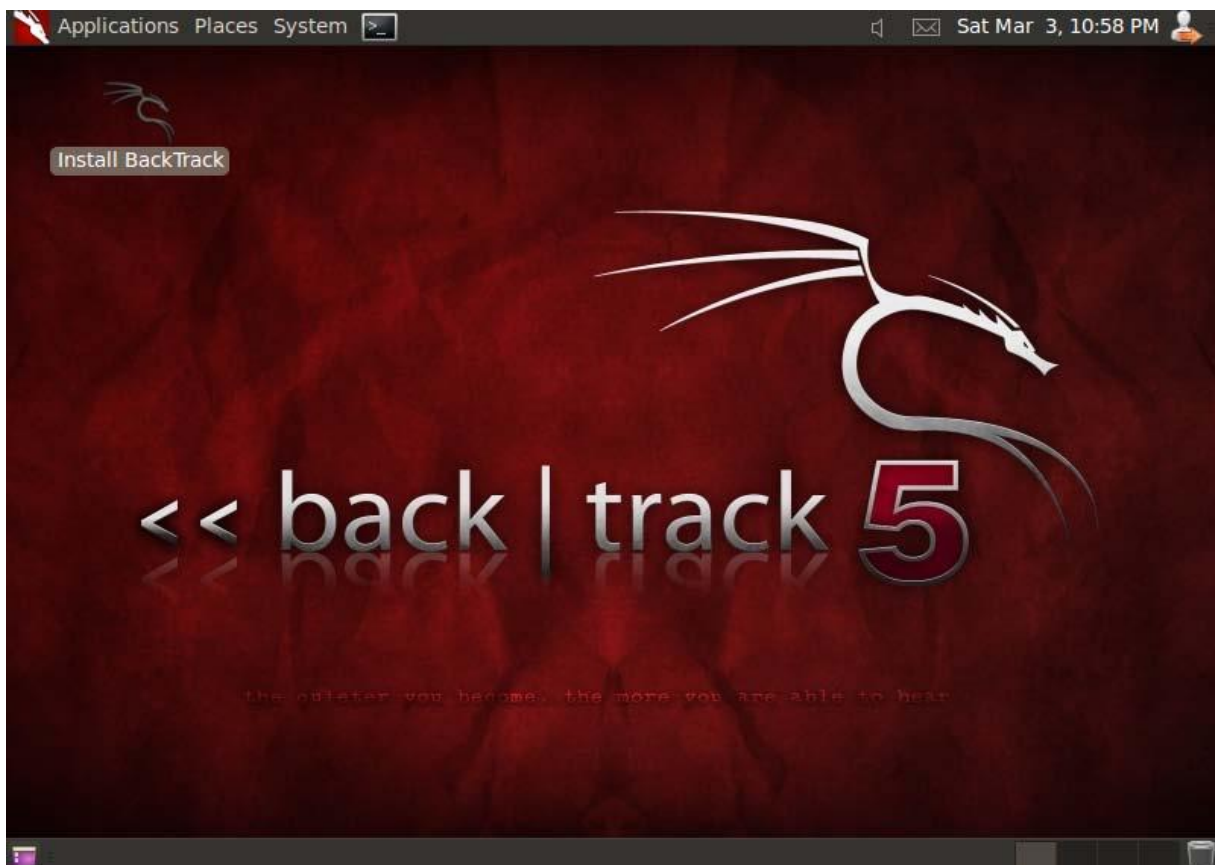 Applications Places System Sat Mar 3, 10:58 PM
Install BackTrack
<< back | track 5
the quieter you become, the more you are able to hear